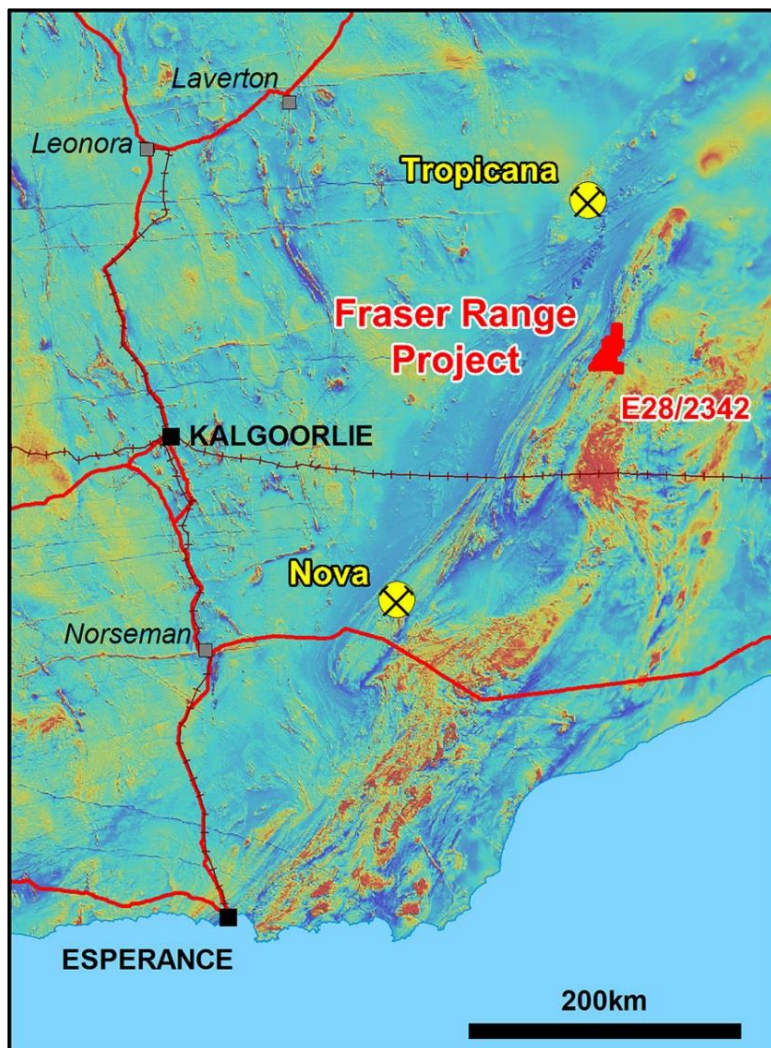 Laverton
Leonora
Tropicana
Fraser Range
Project
E28/2342
KALGOORLIE
Nova
Norseman
ESPERANCE
200km